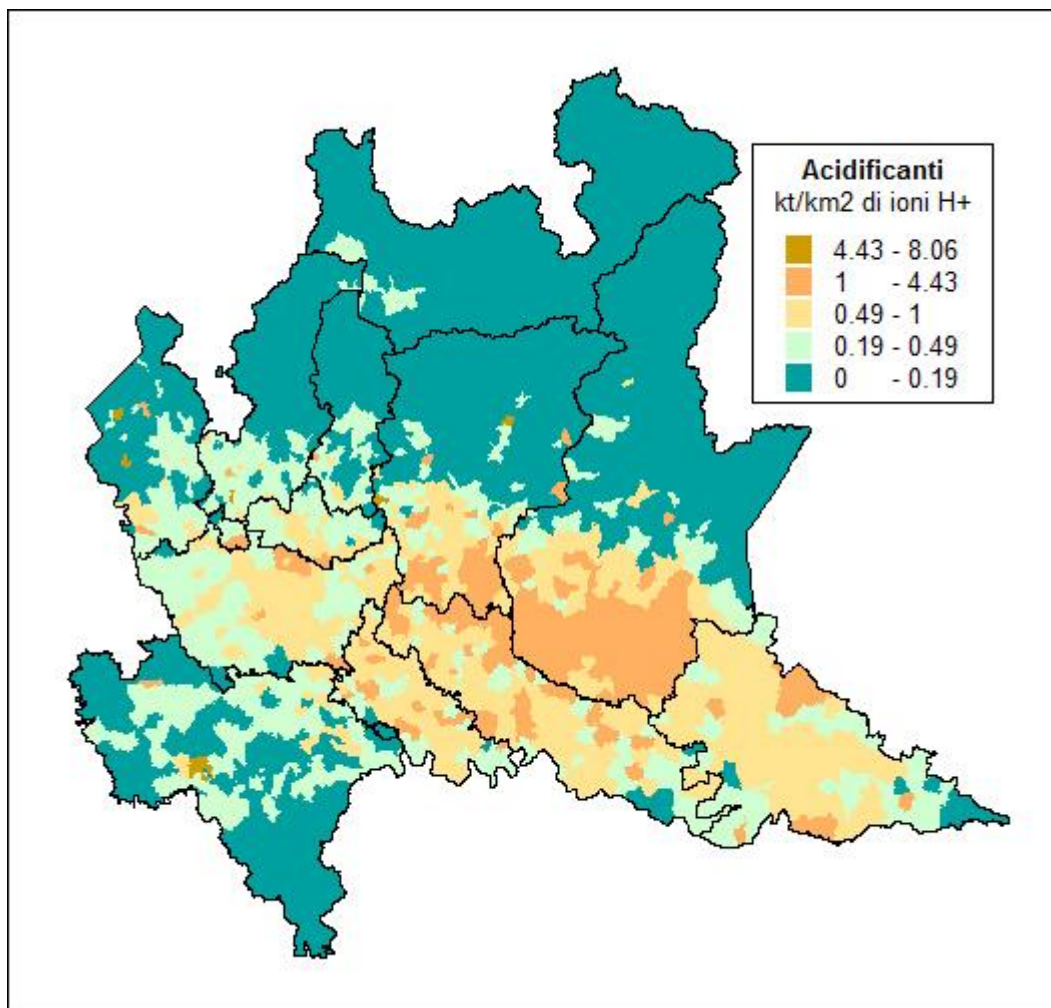 Acidificanti
kt/km2 di ioni H+
4.43 - 8.06
1 - 4.43
0.49 - 1
0.19 - 0.49
0 - 0.19